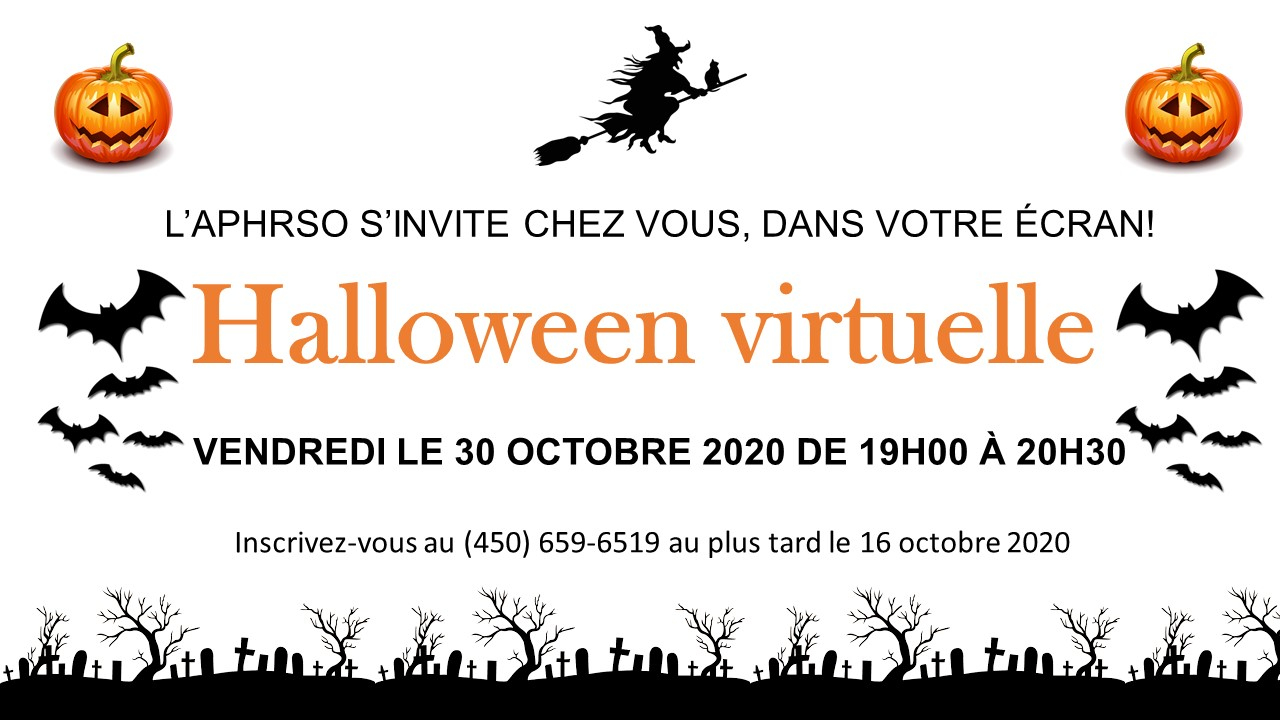 L’APHRSO S’INVITE CHEZ VOUS, DANS VOTRE ÉCRAN!
Halloween virtuelle
VENDREDI LE 30 OCTOBRE 2020 DE 19H00 À 20H30
Inscrivez-vous au (450) 659-6519 au plus tard le 16 octobre 2020